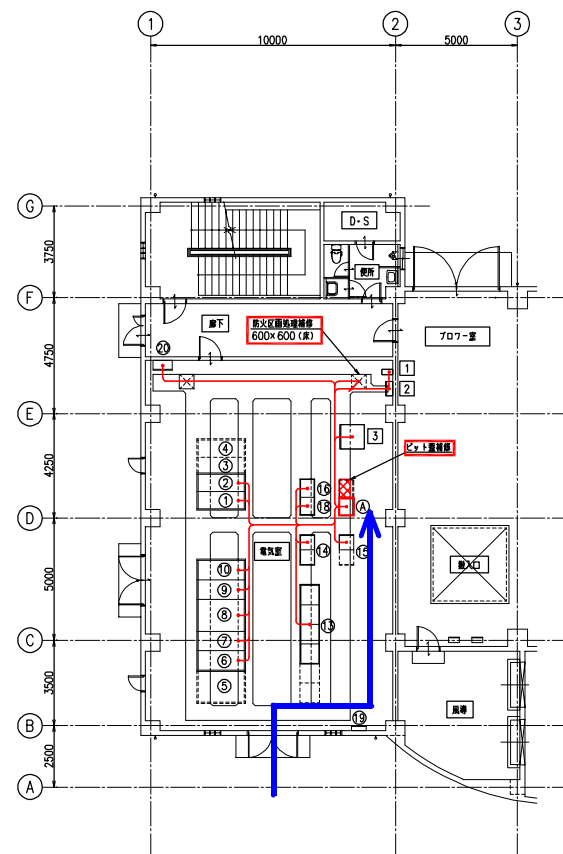 1
2
3
10000
5000
G
D・S
3750
便所
F
廊下
防火区画処理補修
600×600（床）
ブロワー室
4750
20
1
2
E
3
ピット蓋補修
4
3
2
1
16
18
A
4250
D
電気室
14
15
搬入口
10
9
8
7
6
5
13
5000
C
3500
風導
B
19
2500
A